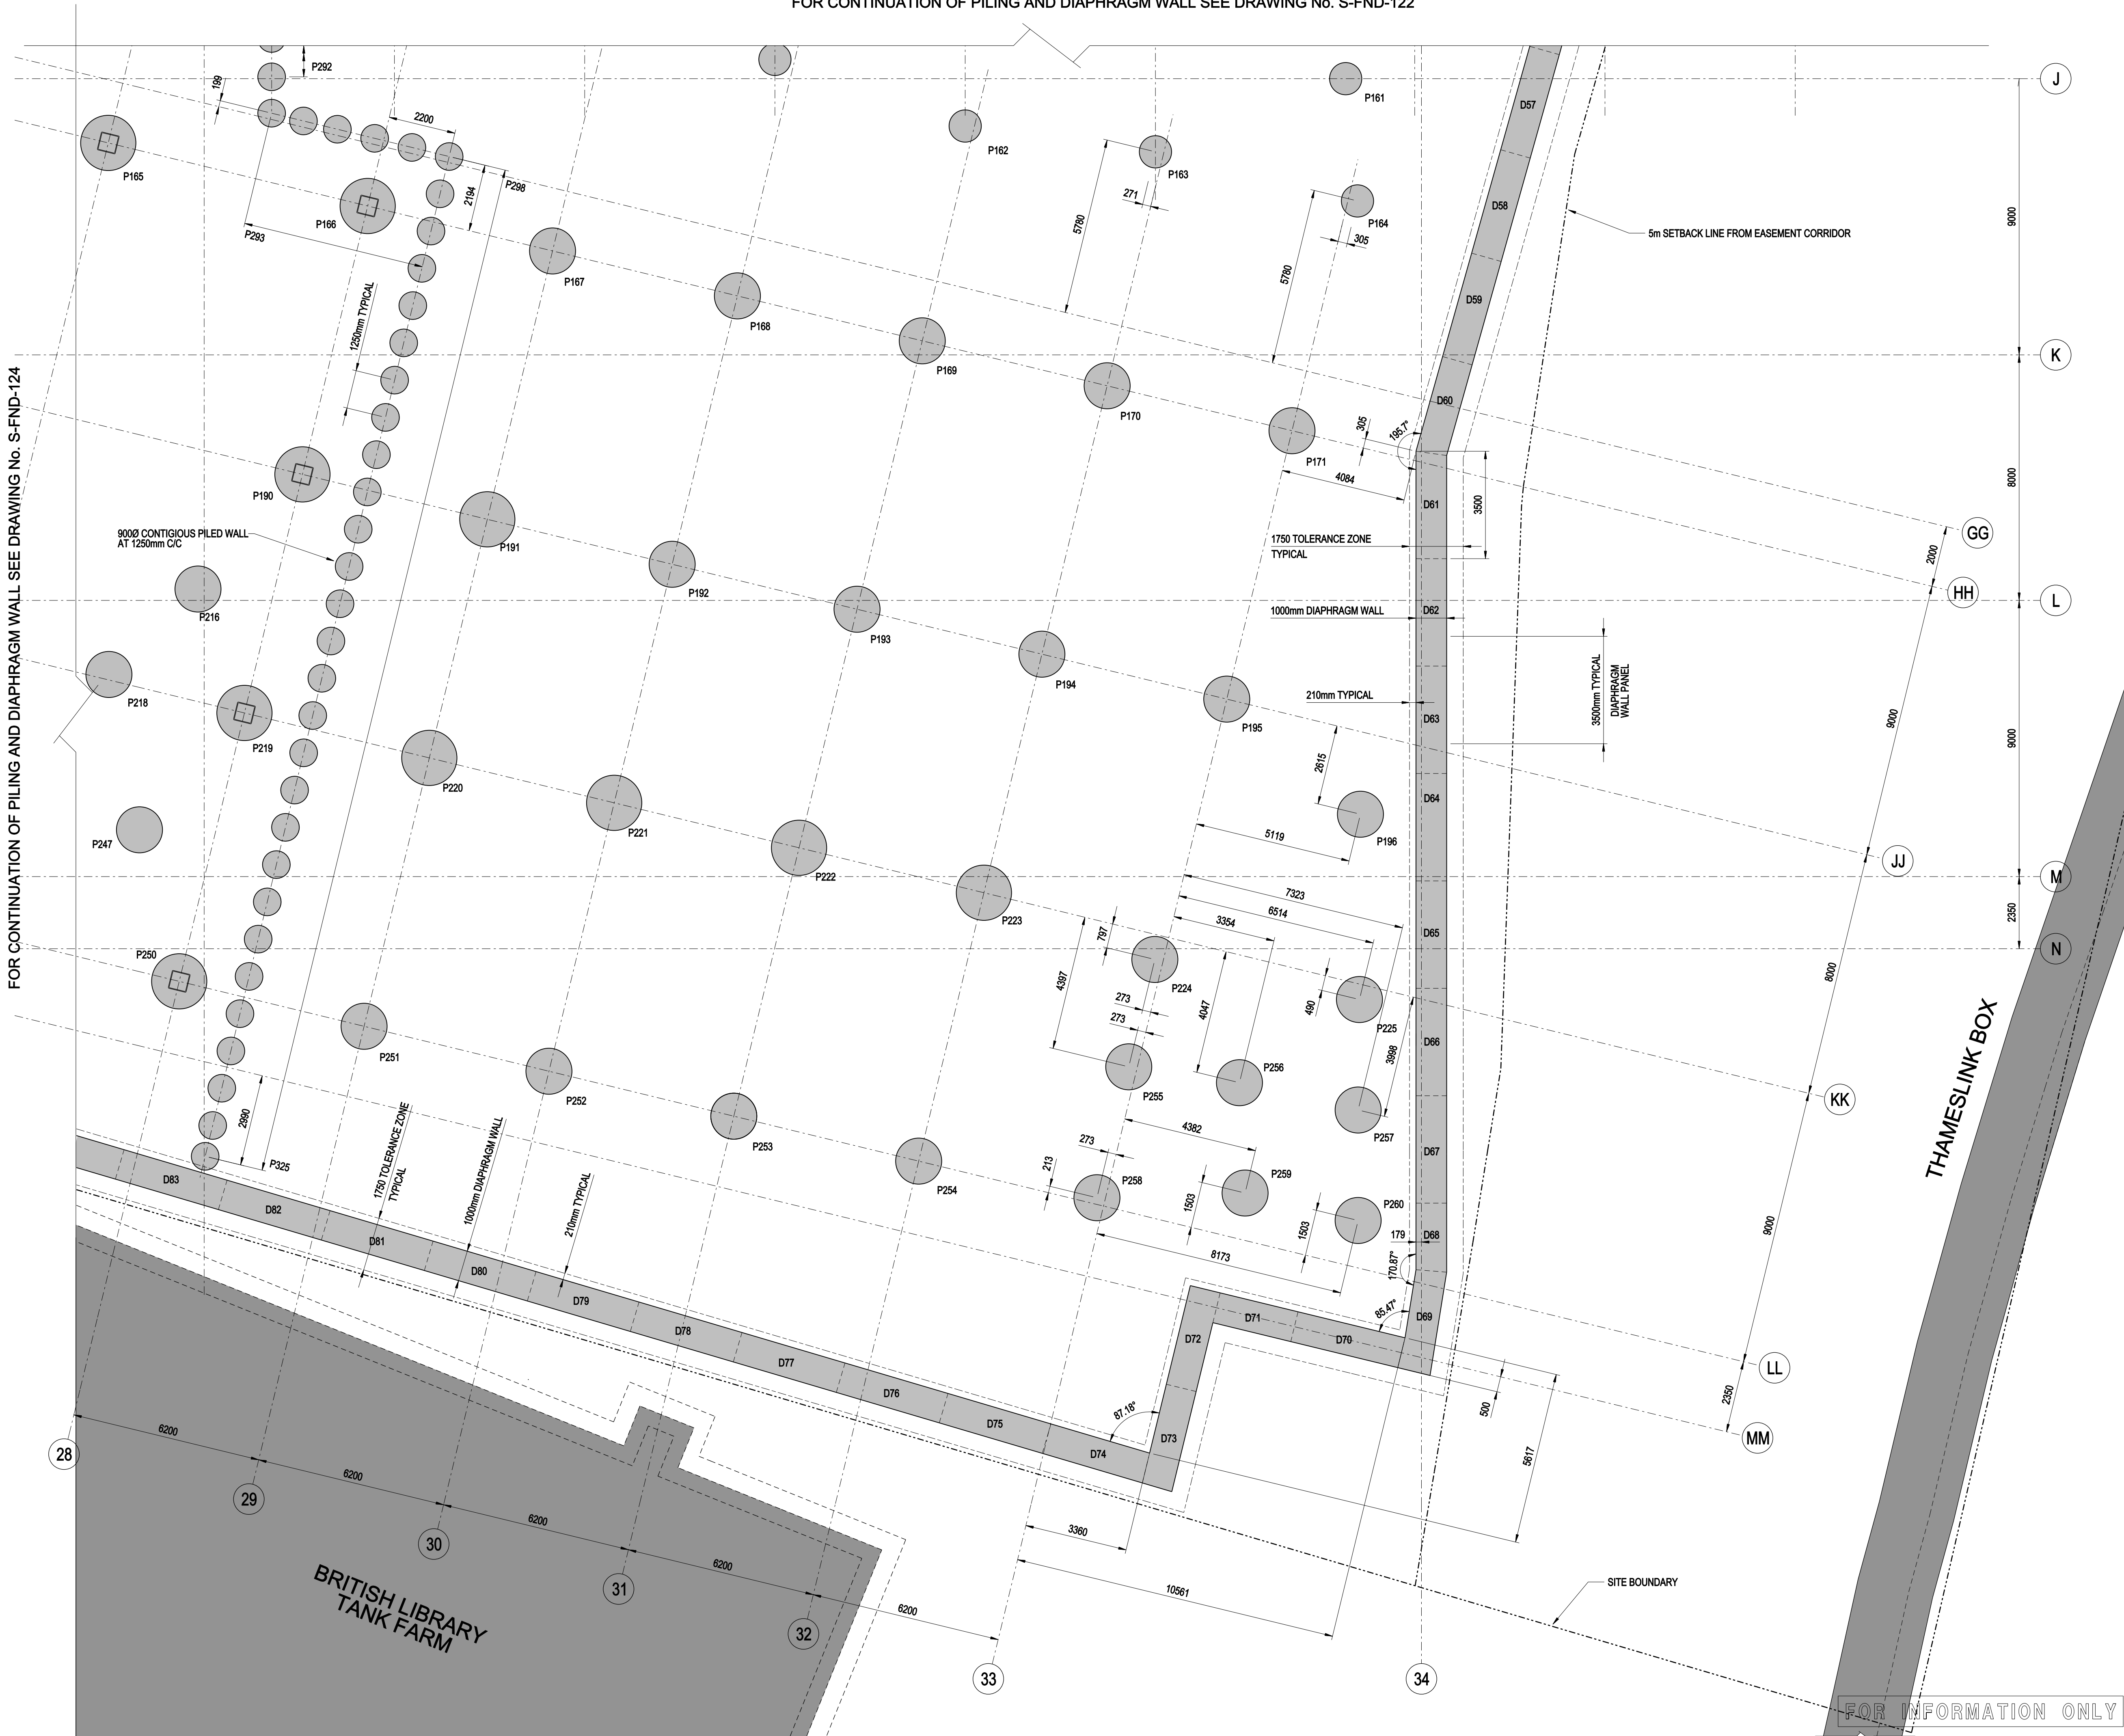 FOR CONTINUATION OF PILING AND DIAPHRAGM WALL SEE DRAWING No. S-FND-122
FOR CONTINUATION OF PILING AND DIAPHRAGM WALL SEE DRAWING No. S-FND-124
P292
199
2200
P161
D57
J
P162
P163
P165
P298
2194
P166
271
5780
P164
305
5780
P293
D58
9000
5m SETBACK LINE FROM EASEMENT CORRIDOR
P167
D59
1250mm TYPICAL
P168
P169
K
P170
D60
305
195.7°
P171
4084
D61
3500
8000
P190
900Ø CONTIGIOUS PILED WALL
AT 1250mm C/C
P191
1750 TOLERANCE ZONE
TYPICAL
GG
2000
P192
HH
L
P216
1000mm DIAPHRAGM WALL
D62
P193
P194
3500mm TYPICAL
DIAPHRAGM
WALL PANEL
P218
210mm TYPICAL
D63
P195
9000
9000
P219
2615
P220
D64
P221
P196
P247
5119
JJ
P222
M
7323
6514
3354
P223
2350
797
D65
N
P250
4397
P224
273
4047
490
8000
273
P225
P251
3998
D66
P256
P255
P252
KK
P257
THAMESLINK BOX
2990
1750 TOLERANCE ZONE
TYPICAL
1000mm DIAPHRAGM WALL
P253
4382
273
D67
P325
213
P254
P259
D83
P258
1503
P260
210mm TYPICAL
1503
D82
179
D68
9000
D81
8173
170.87°
D80
D79
85.47°
D69
D71
D70
D78
D72
D77
LL
D76
500
2350
87.18°
D75
D73
MM
D74
5617
28
6200
29
6200
30
6200
3360
31
6200
10561
32
6200
33
34
SITE BOUNDARY
BRITISH LIBRARY
TANK FARM
FOR INFORMATION ONLY